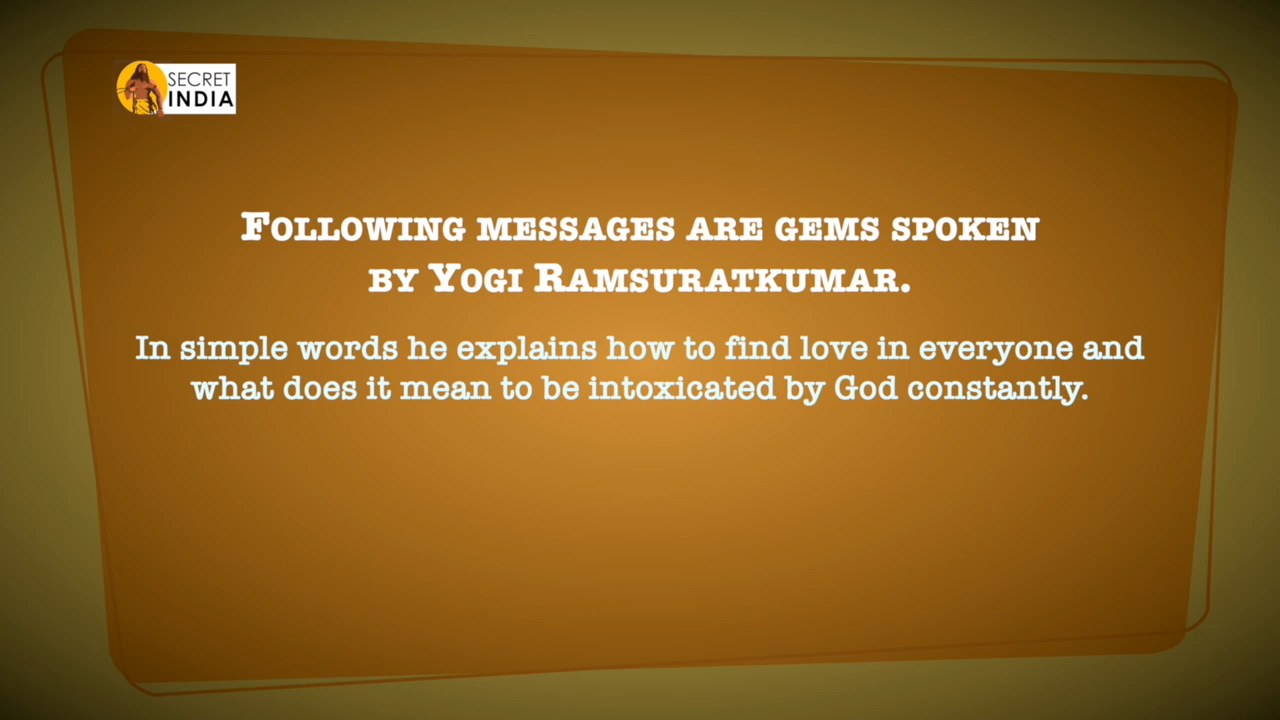 SECRET
INDIA
Following messages are gems spoken
by Yogi Ramsuratkumar.
In simple words he explains how to find love in everyone and
what does it mean to be intoxicated by God constantly.